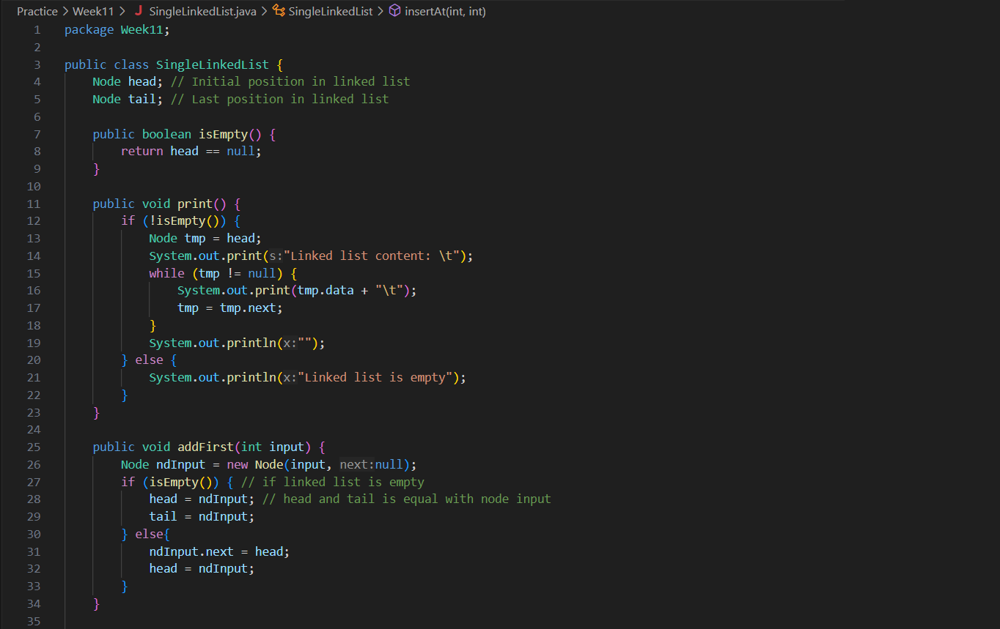 Practice > Week11 > J SingleLinkedList.java > SingleLinkedList > insertAt(int, int)
1 package Week11;
2
3 public class SingleLinkedList {
4     Node head; // Initial position in linked list
5     Node tail; // Last position in linked list
6
7     public boolean isEmpty() {
8         return head == null;
9     }
10
11     public void print() {
12         if (!isEmpty()) {
13             Node tmp = head;
14             System.out.print(s:"Linked list content: \t");
15             while (tmp != null) {
16                 System.out.print(tmp.data + "\t");
17                 tmp = tmp.next;
18             }
19             System.out.println(x:"");
20         } else {
21             System.out.println(x:"Linked list is empty");
22         }
23     }
24
25     public void addFirst(int input) {
26         Node ndInput = new Node(input, next:null);
27         if (isEmpty()) { // if linked list is empty
28             head = ndInput; // head and tail is equal with node input
29             tail = ndInput;
30         } else{
31             ndInput.next = head;
32             head = ndInput;
33         }
34     }
35